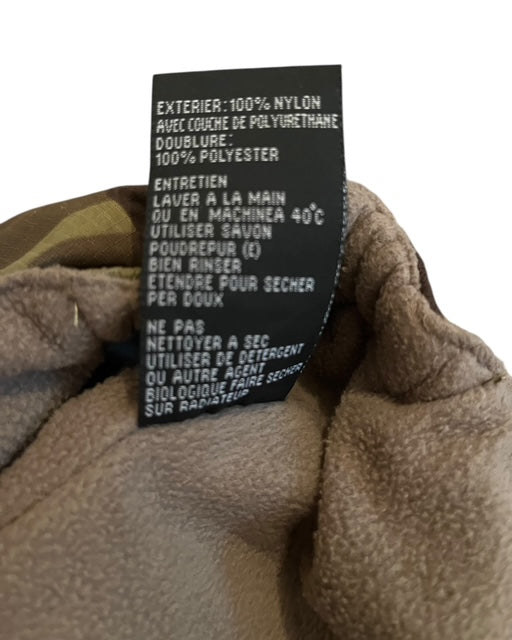 EXTERIER: 100% NYLON
AVEC COUCHE DE POLYURETHANE
DOUBLURE:
100% POLYESTER
ENTRETIEN
LAVER A LA MAIN
OU EN MACHINEA 40°C
UTILISER SAVON
POUDREPUR (()
BIEN RINSER
ETENDRE POUR SECHER
PER DOUX
NE PAS
NETTOYER A SEC
UTILISER DE DETERGENT
OU AUTRE AGENT
BIOLOGIQUE FAIRE SECHER:
SUR RADIATEUR